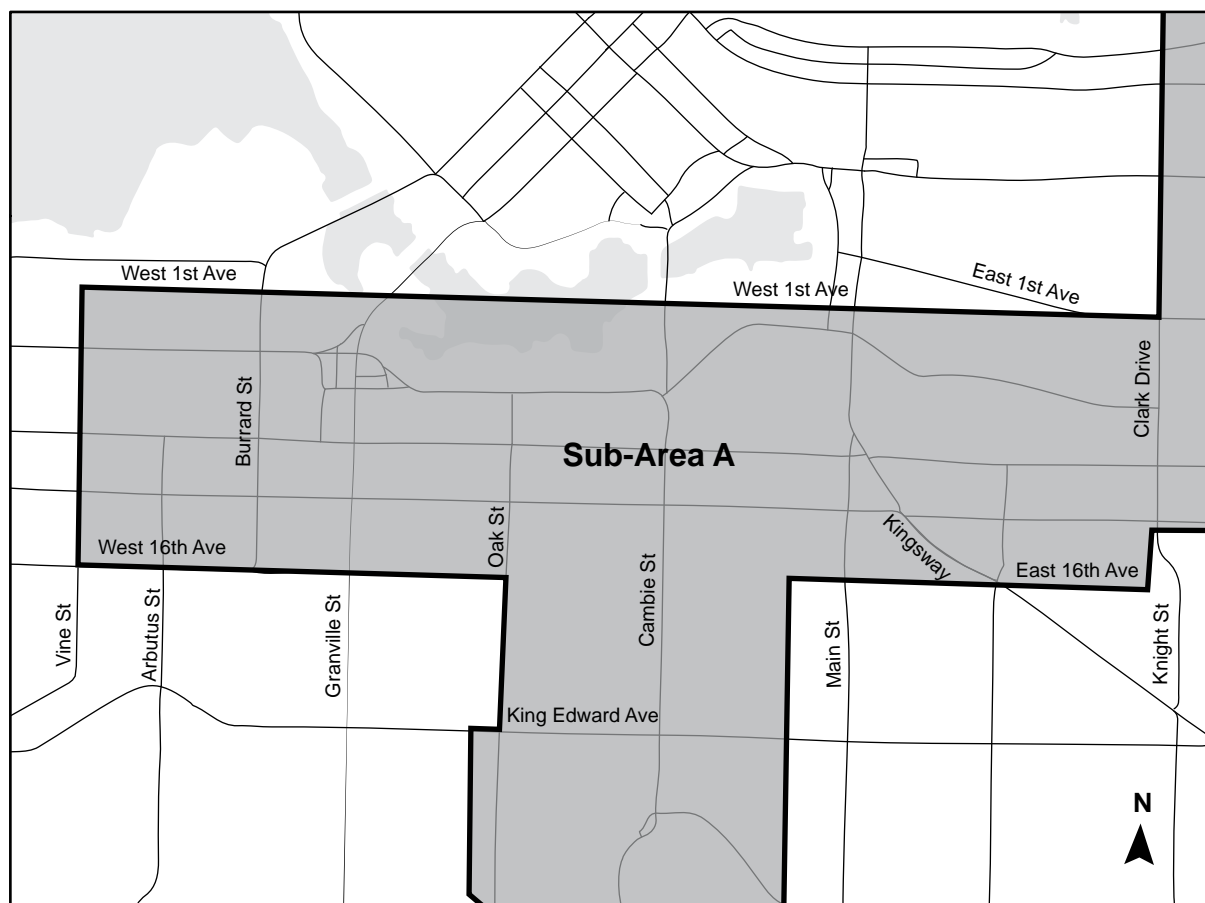 West 1st Ave
West 1st Ave
East 1st Ave
Burrard St
Clark Drive
Sub-Area A
Oak St
Kingsway
West 16th Ave
East 16th Ave
Cambie St
Vine St
Arbutus St
Granville St
Main St
Knight St
King Edward Ave
N